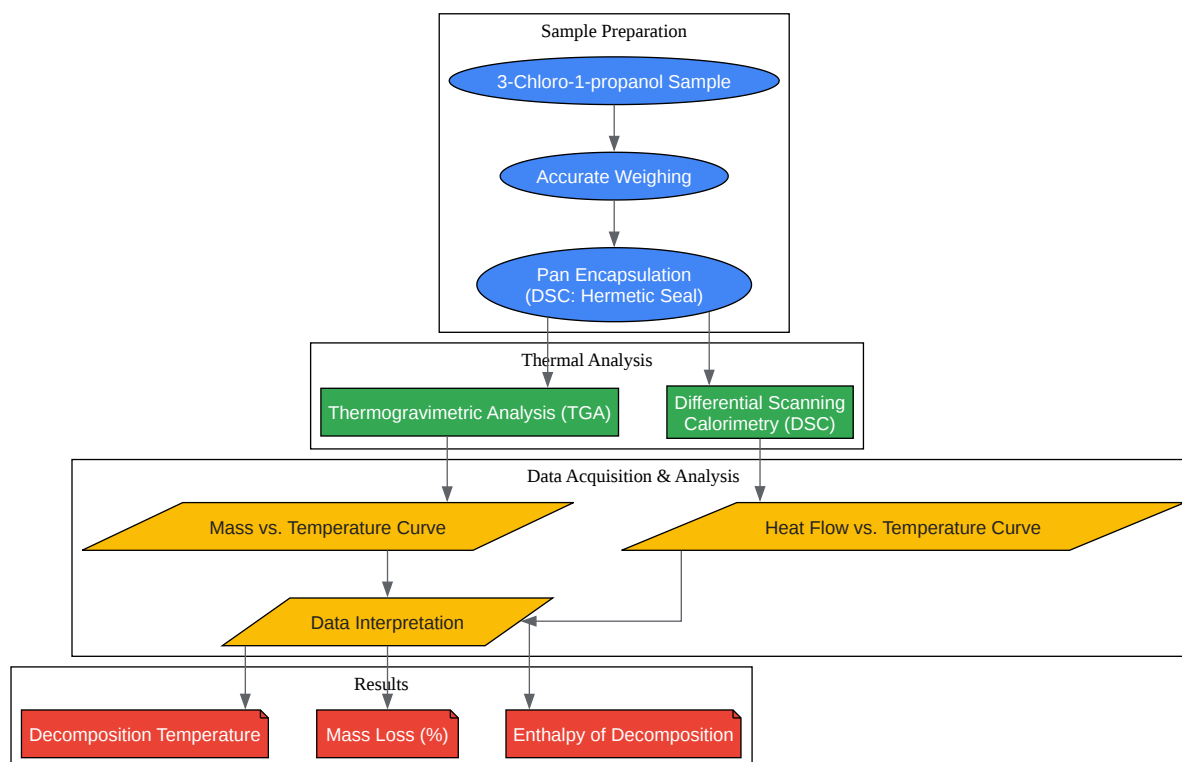 Sample Preparation
3-Chloro-1-propanol Sample
Accurate Weighing
Pan Encapsulation
(DSC: Hermetic Seal)
Thermal Analysis
Thermogravimetric Analysis (TGA)
Differential Scanning
Calorimetry (DSC)
Data Acquisition & Analysis
Mass vs. Temperature Curve
Heat Flow vs. Temperature Curve
Data Interpretation
Results
Decomposition Temperature
Mass Loss (%)
Enthalpy of Decomposition